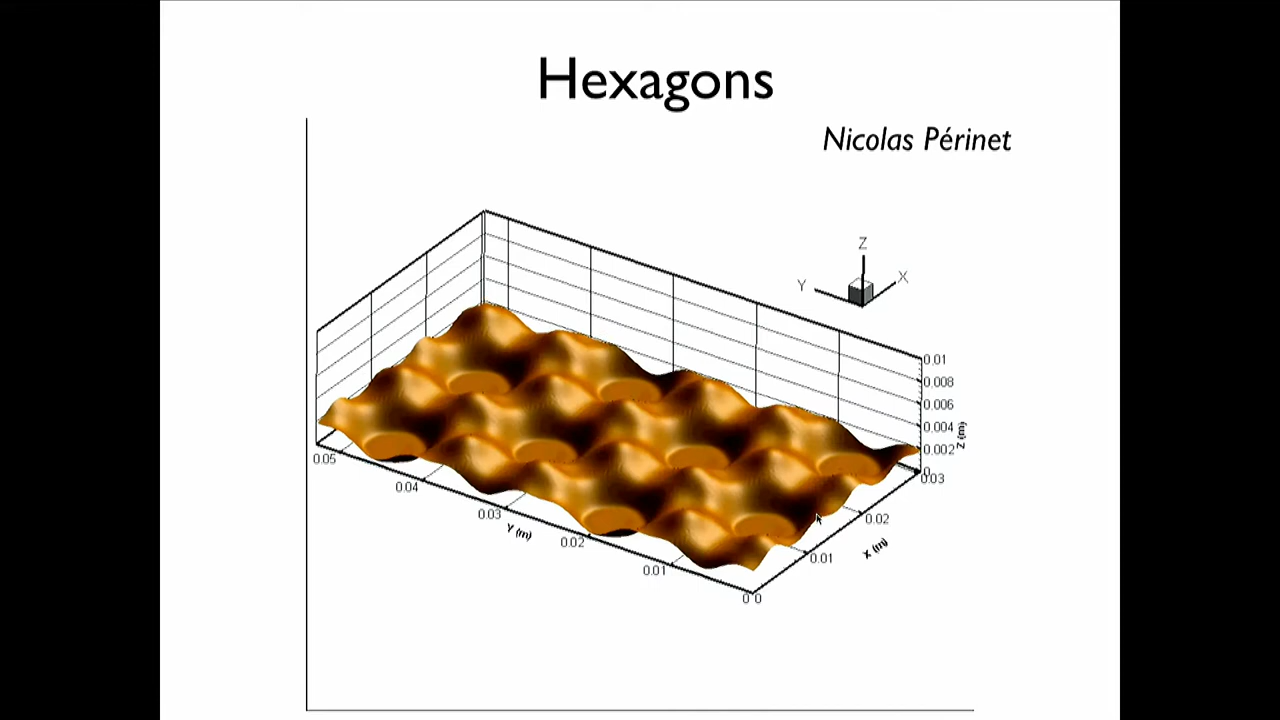 Hexagons
Nicolas Périnet
Z
Y
X
0.01
0.008
0.006
0.004
0.002
0
Z (m)
0.03
0.02
0.01
X (m)
0.05
0.04
0.03
0.02
0.01
Y (m)
0 0